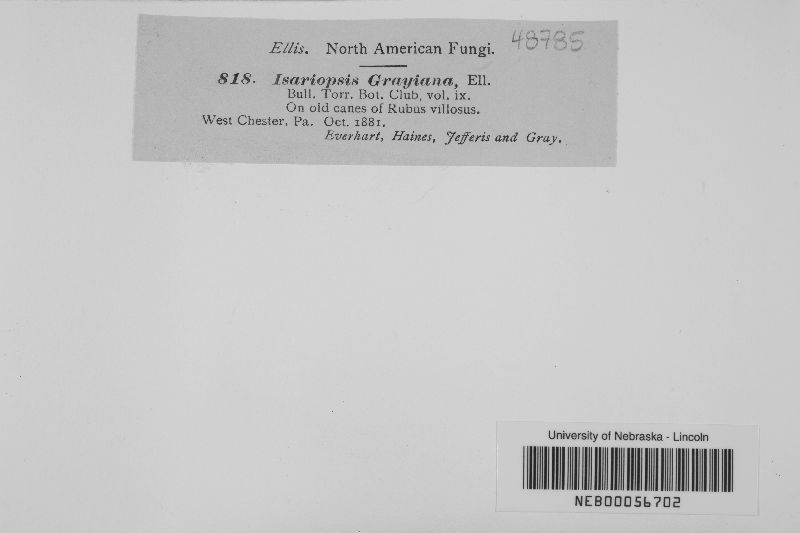 Ellis. North American Fungi. 48785
818. Isariopsis Grayiana, Ell.
Bull. Torr. Bot. Club, vol. ix.
On old canes of Rubus villosus.
West Chester, Pa. Oct. 1881.
Everhart, Haines, Jefferis and Gray.
University of Nebraska - Lincoln
NEB00056702